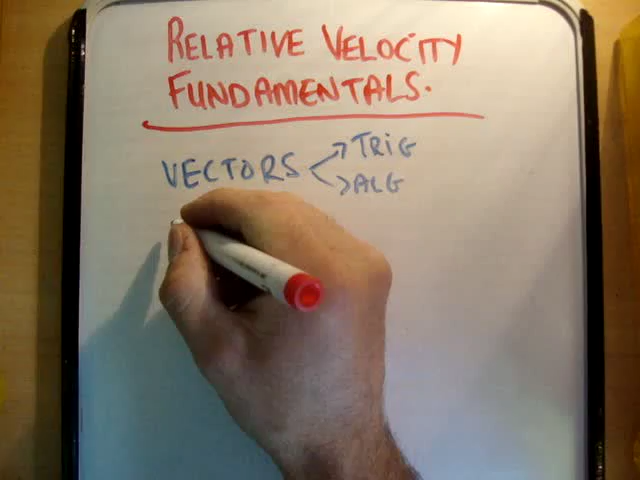 RELATIVE VELOCITY
FUNDAMENTALS.
VECTORS
TRIG
ALG